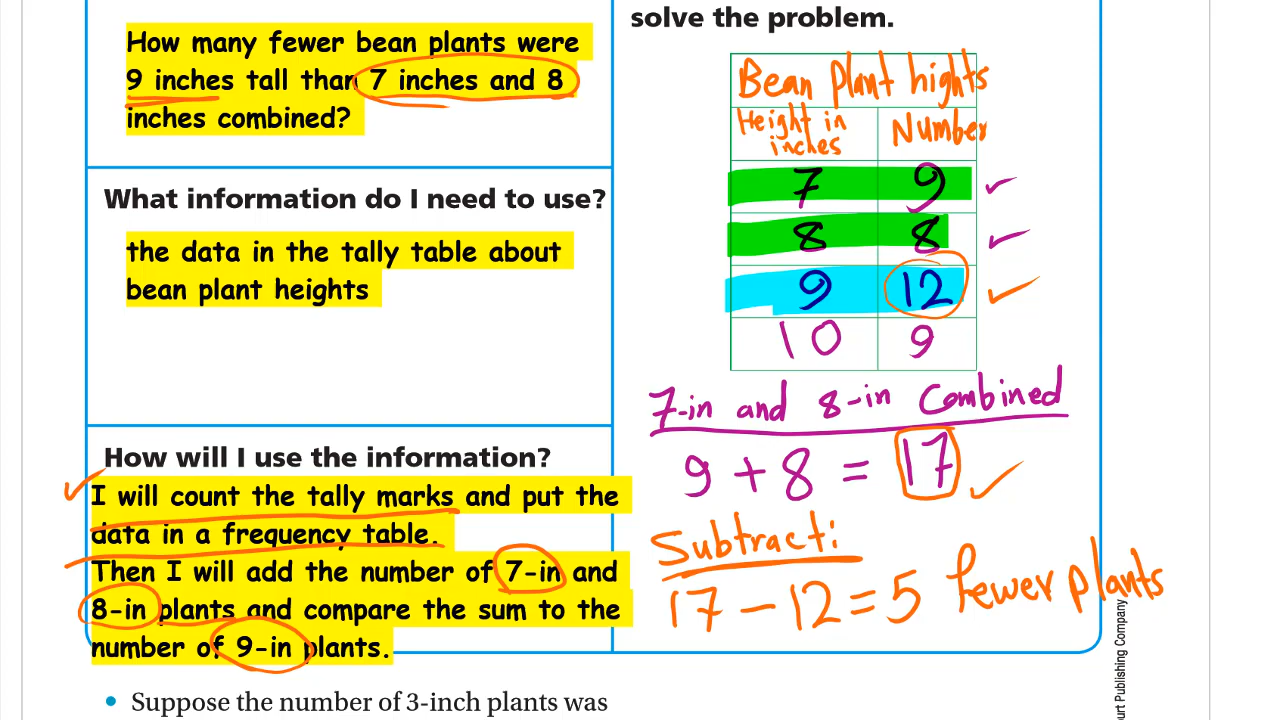 How many fewer bean plants were
9 inches tall than 7 inches and 8
inches combined?
What information do I need to use?
the data in the tally table about
bean plant heights
How will I use the information?
I will count the tally marks and put the
data in a frequency table.
Then I will add the number of 7-in and
8-in plants and compare the sum to the
number of 9-in plants.
• Suppose the number of 3-inch plants was
solve the problem.
Bean plant hights
Height in inches Number
7 9
8 8
9 12
10 9
7-in and 8-in Combined
9 + 8 = 17
Subtract:
17 - 12 = 5 fewer plants
ourt Publishing Company